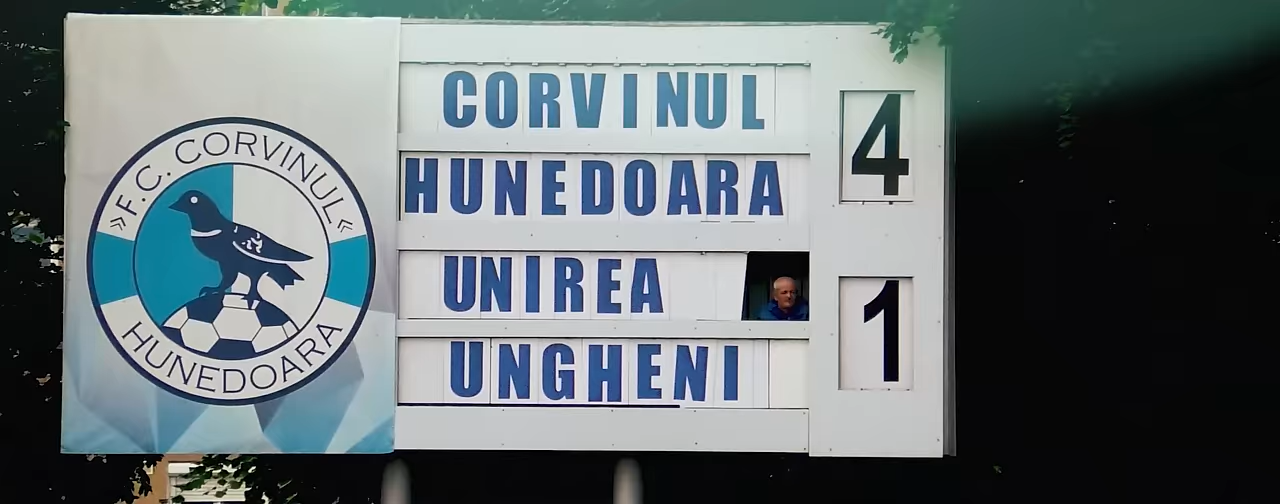 »F.C. CORVINUL«
HUNEDOARA
CORVINUL
HUNEDOARA
4
UNIREA
UNGHENI
1